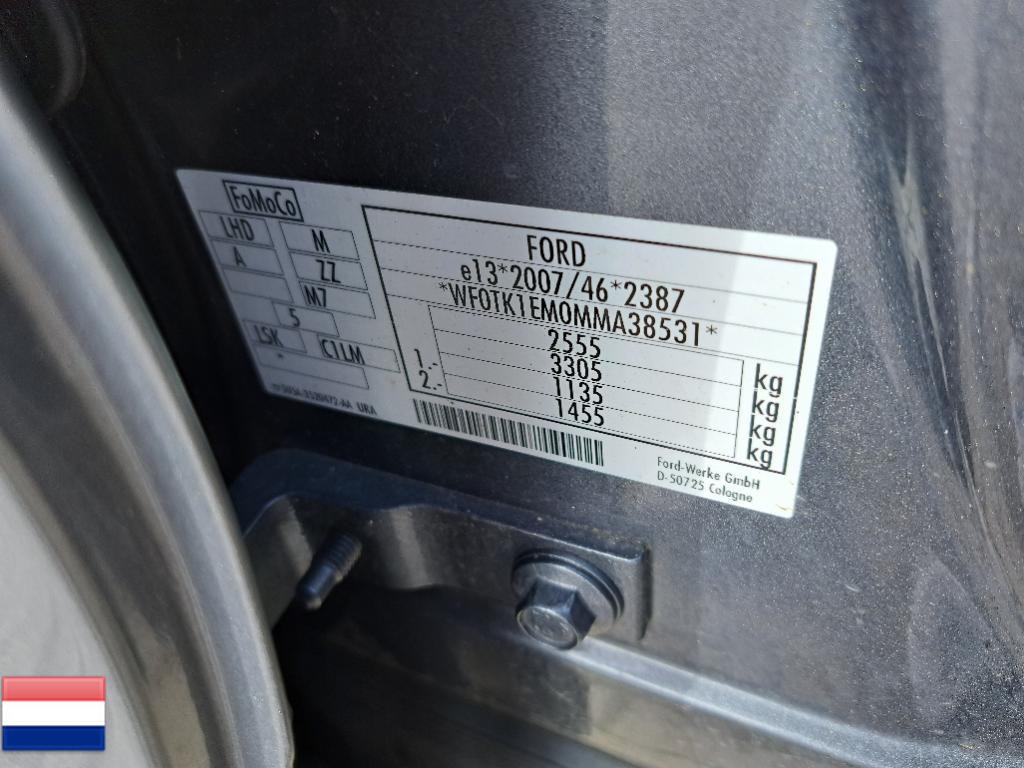 FoMoCo
LHD M
A ZZ
M7
5
LSK C1LM
-
URA
FORD
e13*2007/46*2387
*WF0TK1EM0MMA38531*
2555 kg
3305 kg
1.- 1135 kg
2.- 1455 kg
Ford-Werke GmbH
D-50725 Cologne